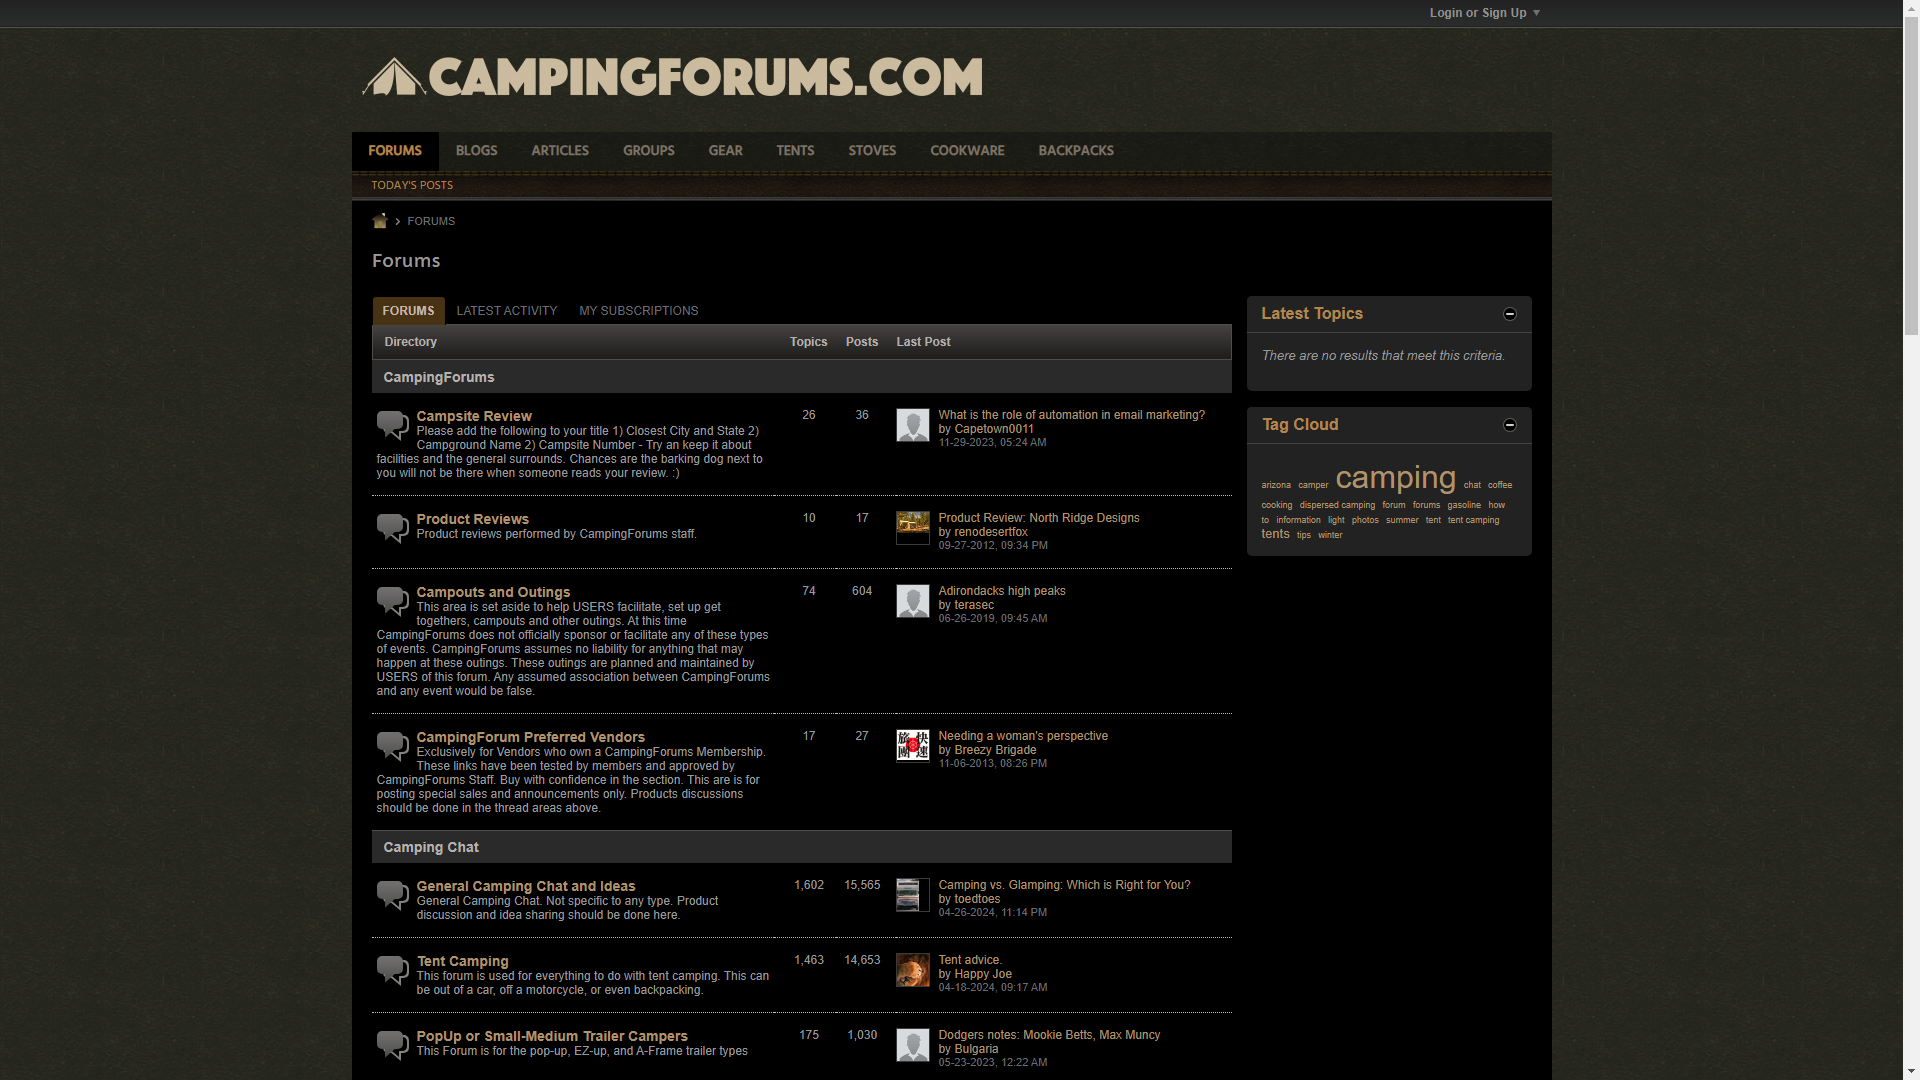 Login or Sign Up
CAMPINGFORUMS.COM
FORUMS BLOGS ARTICLES GROUPS GEAR TENTS STOVES COOKWARE BACKPACKS
TODAY'S POSTS
FORUMS
Forums
FORUMS LATEST ACTIVITY MY SUBSCRIPTIONS
Directory Topics Posts Last Post
CampingForums
Campsite Review
Please add the following to your title 1) Closest City and State 2)
Campground Name 2) Campsite Number - Try an keep it about
facilities and the general surrounds. Chances are the barking dog next to
you will not be there when someone reads your review. :)
26 36
What is the role of automation in email marketing?
by Capetown0011
11-29-2023, 05:24 AM
Product Reviews
Product reviews performed by CampingForums staff.
10 17
Product Review: North Ridge Designs
by renodesertfox
09-27-2012, 09:34 PM
Campouts and Outings
This area is set aside to help USERS facilitate, set up get
togethers, campouts and other outings. At this time
CampingForums does not officially sponsor or facilitate any of these types
of events. CampingForums assumes no liability for anything that may
happen at these outings. These outings are planned and maintained by
USERS of this forum. Any assumed association between CampingForums
and any event would be false.
74 604
Adirondacks high peaks
by terasec
06-26-2019, 09:45 AM
CampingForum Preferred Vendors
Exclusively for Vendors who own a CampingForums Membership.
These links have been tested by members and approved by
CampingForums Staff. Buy with confidence in the section. This are is for
posting special sales and announcements only. Products discussions
should be done in the thread areas above.
17 27
Needing a woman's perspective
by Breezy Brigade
11-06-2013, 08:26 PM
Camping Chat
General Camping Chat and Ideas
General Camping Chat. Not specific to any type. Product
discussion and idea sharing should be done here.
1,602 15,565
Camping vs. Glamping: Which is Right for You?
by toedtoes
04-26-2024, 11:14 PM
Tent Camping
This forum is used for everything to do with tent camping. This can
be out of a car, off a motorcycle, or even backpacking.
1,463 14,653
Tent advice.
by Happy Joe
04-18-2024, 09:17 AM
PopUp or Small-Medium Trailer Campers
This Forum is for the pop-up, EZ-up, and A-Frame trailer types
175 1,030
Dodgers notes: Mookie Betts, Max Muncy
by Bulgaria
05-23-2023, 12:22 AM
Latest Topics
There are no results that meet this criteria.
Tag Cloud
arizona camper camping chat coffee
cooking dispersed camping forum forums gasoline how
to information light photos summer tent tent camping
tents tips winter